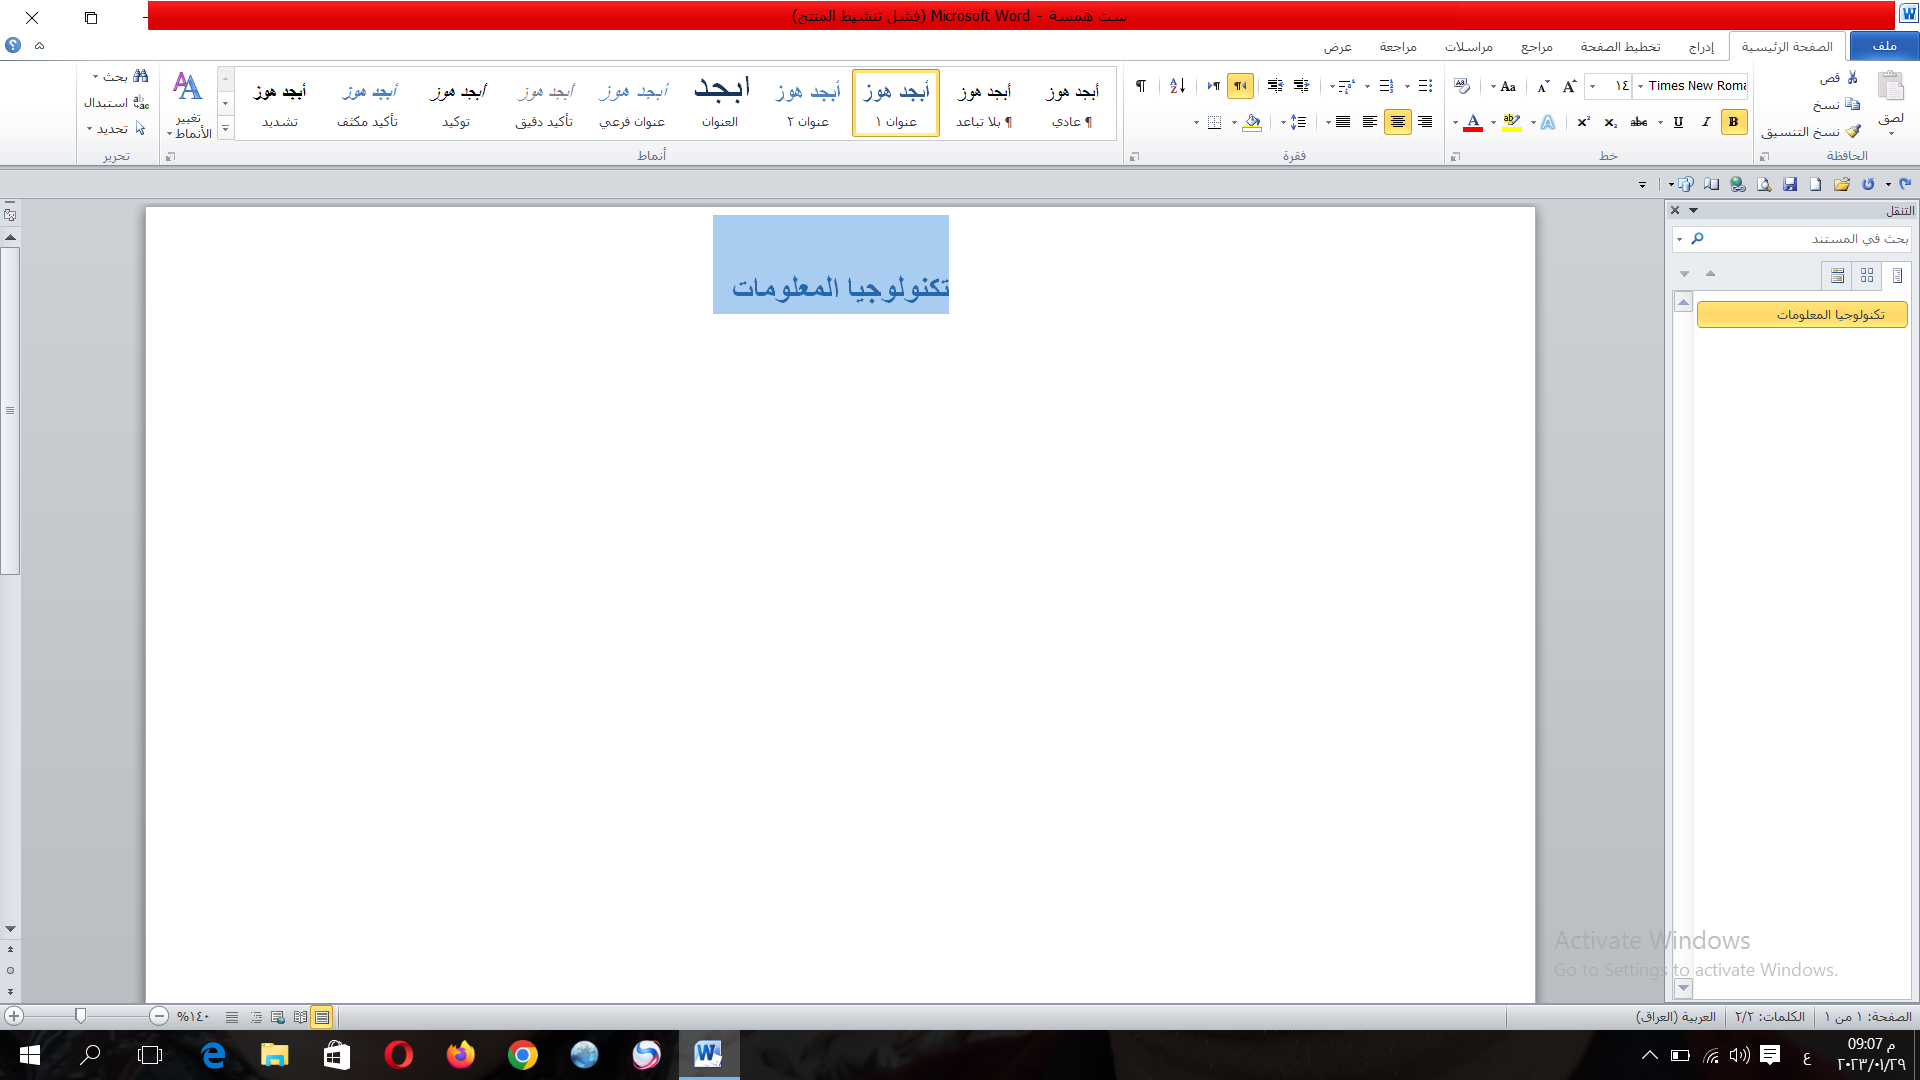 ست همسة - Microsoft Word (فشل تنشيط المنتج)
ملف
الصفحة الرئيسية
إدراج
تخطيط الصفحة
مراجع
مراسلات
مراجعة
عرض
لصق
قص
نسخ
نسخ التنسيق
الحافظة
Times New Roma
١٤
خط
فقرة
أبجد هوز
أبجد هوز
أبجد هوز
أبجد هوز
أبجد
أبجد هوز
أبجد هوز
أبجد هوز
أبجد هوز
أبجد هوز
¶ عادي
¶ بلا تباعد
عنوان ١
عنوان ٢
العنوان
عنوان فرعي
تأكيد دقيق
توكيد
تأكيد مكثف
تشديد
أنماط
تغيير
الأنماط
بحث
استبدال
تحديد
تحرير
التنقل
بحث في المستند
تكنولوجيا المعلومات
تكنولوجيا المعلومات
Activate Windows
Go to Settings to activate Windows.
الصفحة: ١ من ١
الكلمات: ٢/٢
العربية (العراق)
%١٤٠
09:07 م
٢٠٢٣/٠١/٢٩
ع